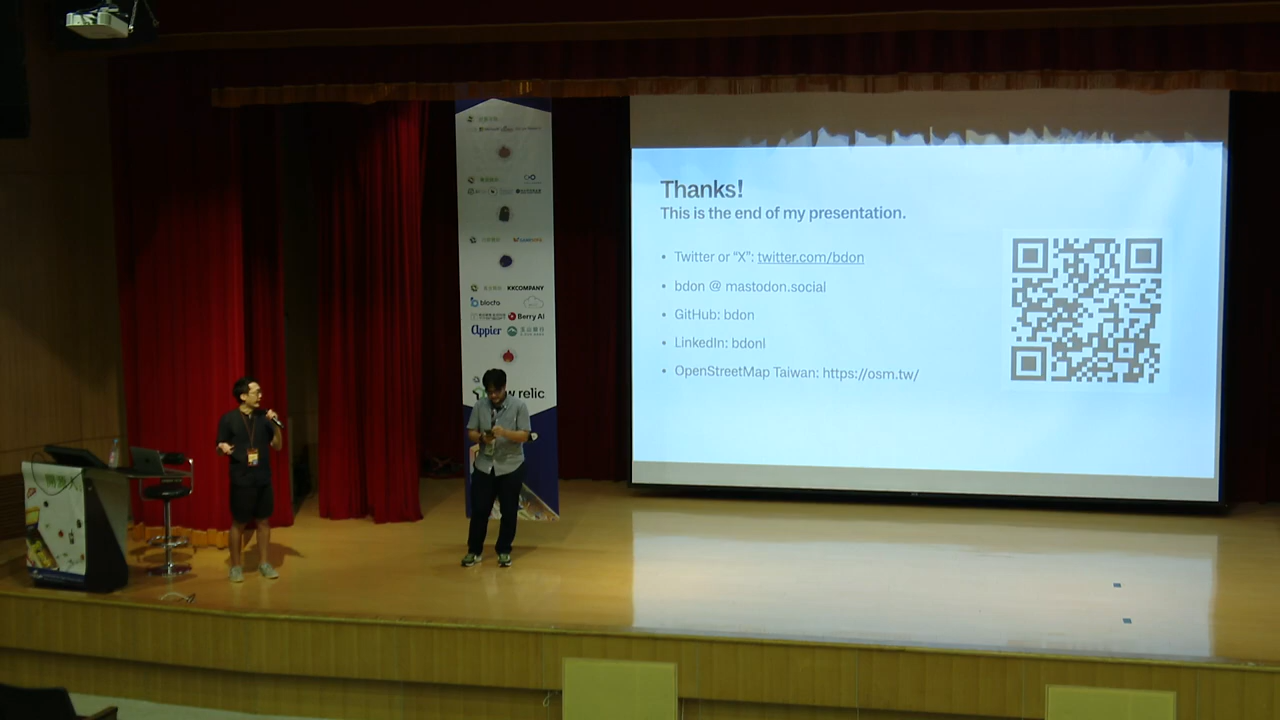 Thanks!
This is the end of my presentation.
• Twitter or “X”: twitter.com/bdon
• bdon @ mastodon.social
• GitHub: bdon
• LinkedIn: bdonl
• OpenStreetMap Taiwan: https://osm.tw/
KKCOMPANY
blocto
Berry AI
Appier
w relic